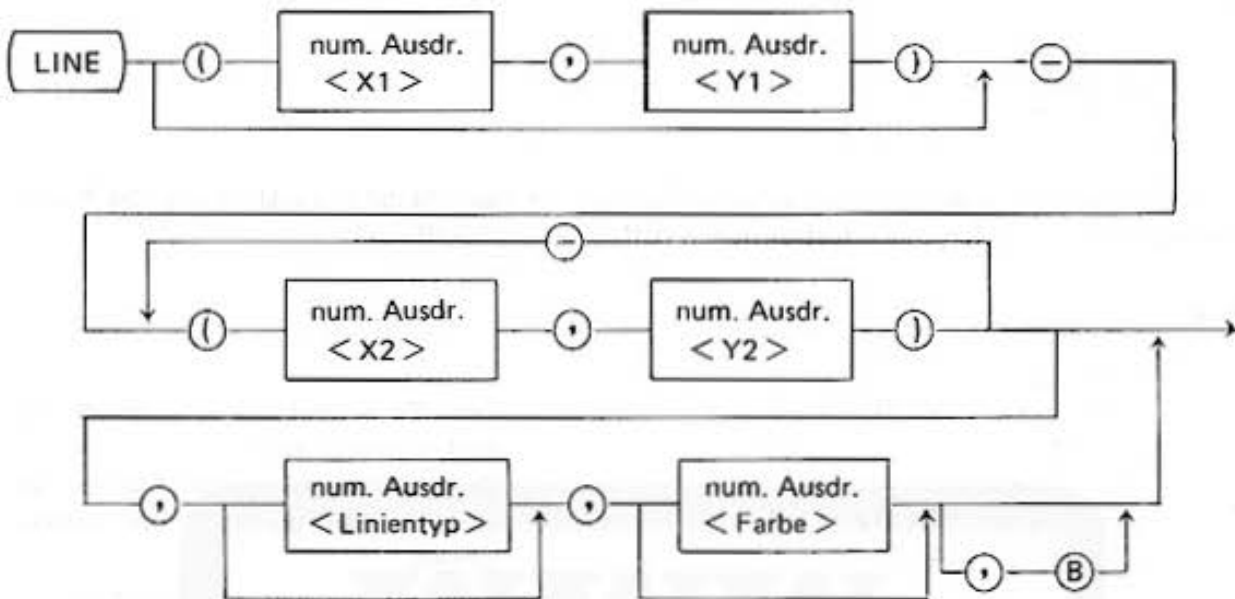 LINE ( num. Ausdr. <X1> , num. Ausdr. <Y1> ) -
-
( num. Ausdr. <X2> , num. Ausdr. <Y2> )
, num. Ausdr. <Linientyp> , num. Ausdr. <Farbe>
, B